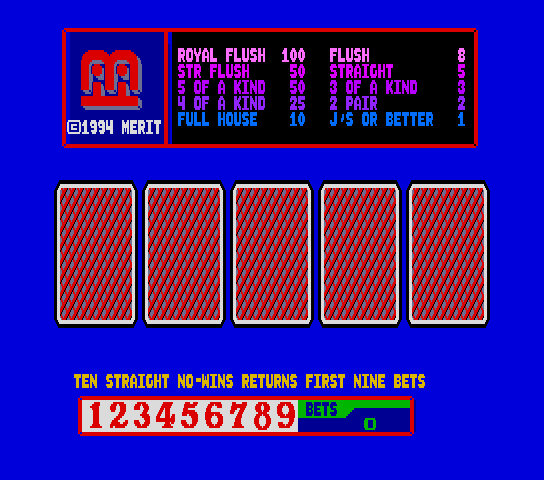 ROYAL FLUSH 100 FLUSH 8
STR FLUSH 50 STRAIGHT 5
5 OF A KIND 50 3 OF A KIND 3
4 OF A KIND 25 2 PAIR 2
FULL HOUSE 10 J'S OR BETTER 1
©1994 MERIT
TEN STRAIGHT NO-WINS RETURNS FIRST NINE BETS
123456789 BETS
0